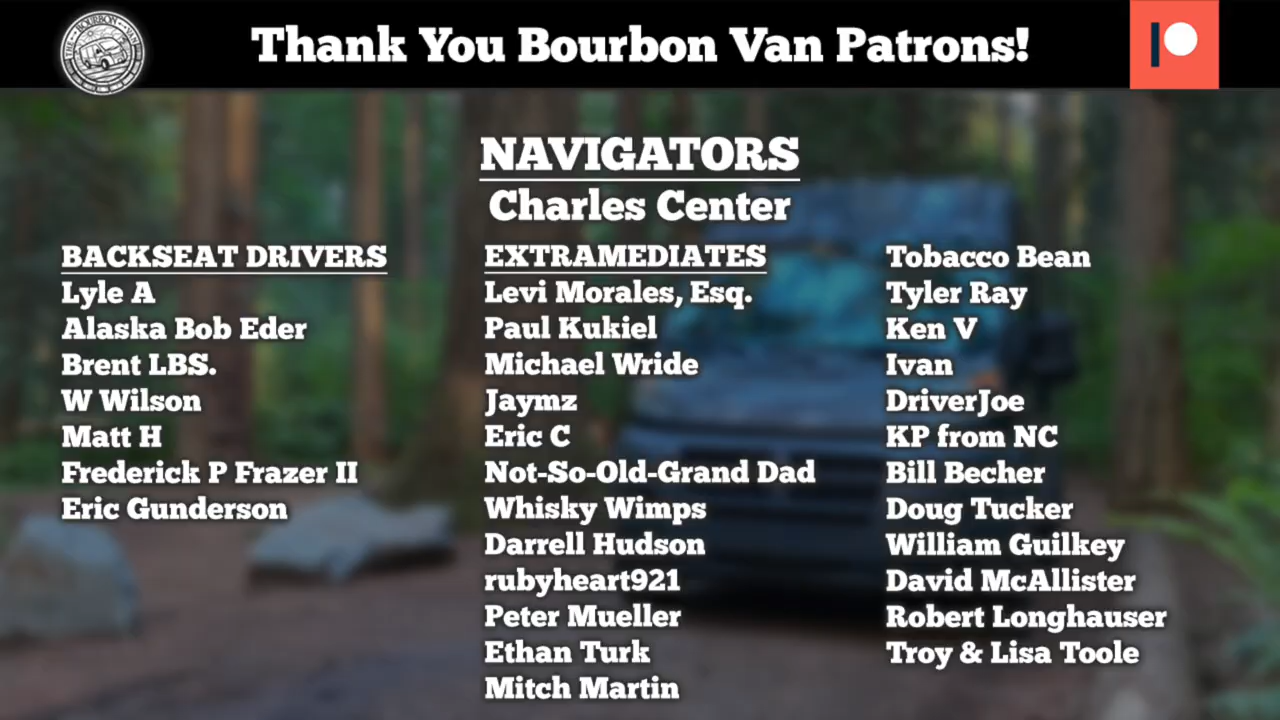 THE BOURBON VAN
Thank You Bourbon Van Patrons!
NAVIGATORS
Charles Center
BACKSEAT DRIVERS
Lyle A
Alaska Bob Eder
Brent LBS.
W Wilson
Matt H
Frederick P Frazer II
Eric Gunderson
EXTRAMEDIATES
Levi Morales, Esq.
Paul Kukiel
Michael Wride
Jaymz
Eric C
Not-So-Old-Grand Dad
Whisky Wimps
Darrell Hudson
rubyheart921
Peter Mueller
Ethan Turk
Mitch Martin
Tobacco Bean
Tyler Ray
Ken V
Ivan
DriverJoe
KP from NC
Bill Becher
Doug Tucker
William Guilkey
David McAllister
Robert Longhauser
Troy & Lisa Toole